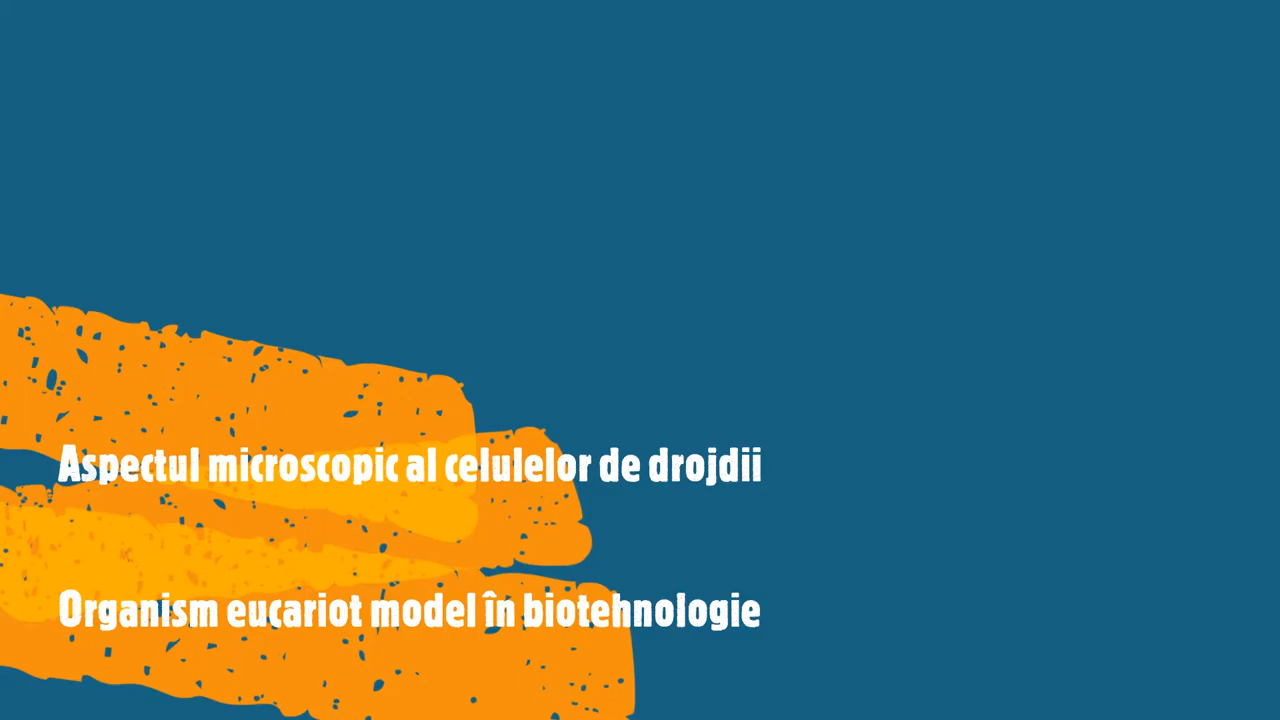 Aspectul microscopic al celulelor de drojdii
Organism eucariot model în biotehnologie